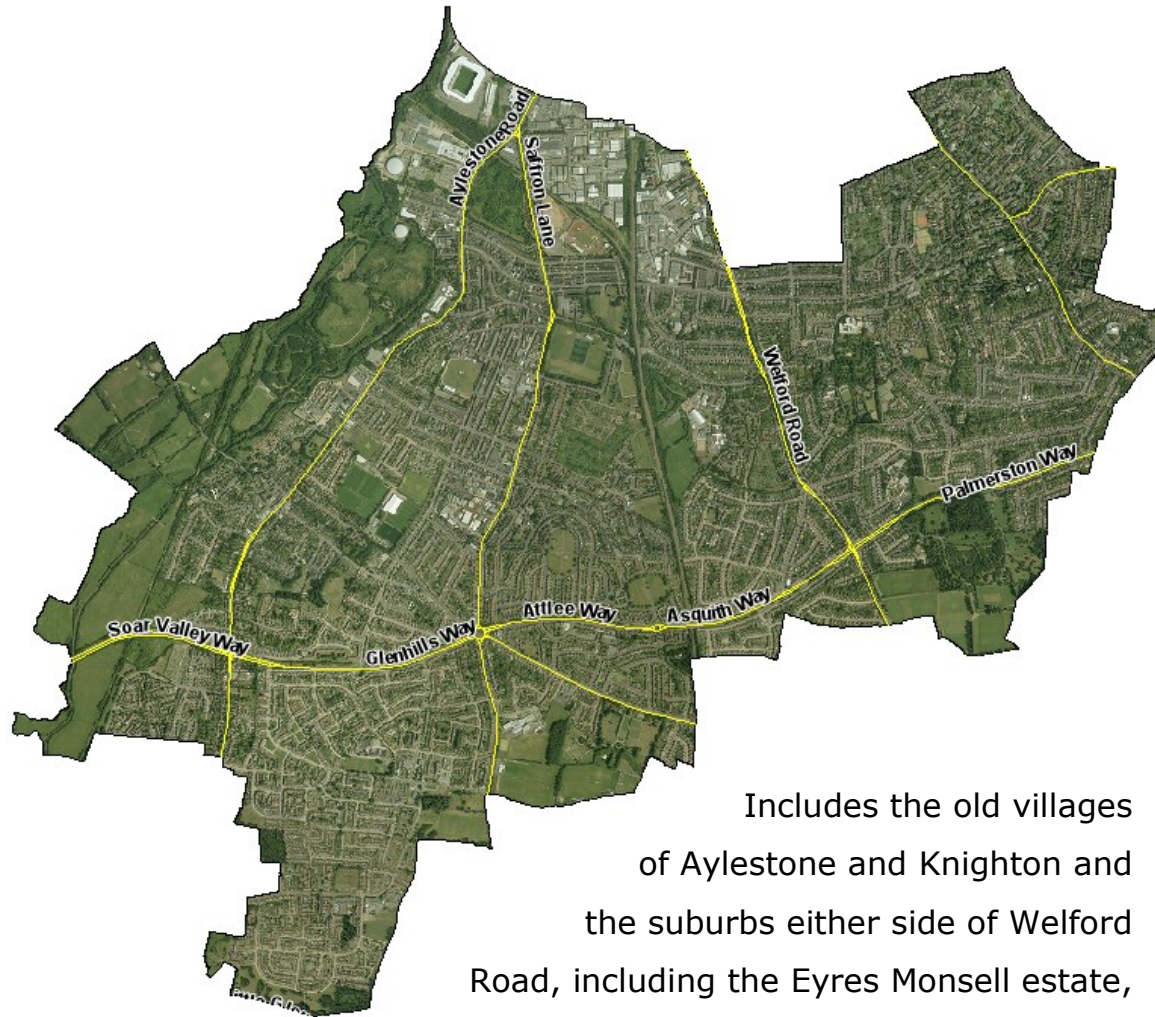 Aylestone Road
Saffron Lane
Welford Road
Palmerston Way
Attlee Way
Asquith Way
Soar Valley Way
Glenhills Way
Includes the old villages
of Aylestone and Knighton and
the suburbs either side of Welford
Road, including the Eyres Monsell estate,